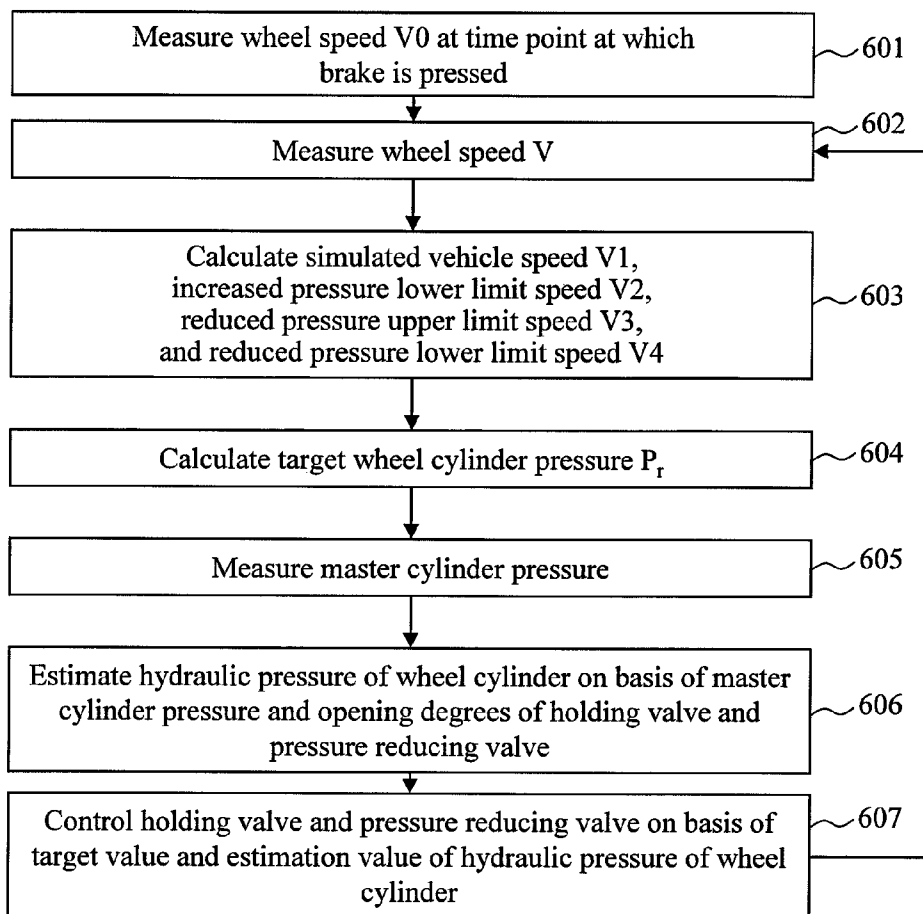 Measure wheel speed V0 at time point at which
brake is pressed
601
602
Measure wheel speed V
Calculate simulated vehicle speed V1,
increased pressure lower limit speed V2,
reduced pressure upper limit speed V3,
and reduced pressure lower limit speed V4
603
Calculate target wheel cylinder pressure Pr
604
Measure master cylinder pressure
605
Estimate hydraulic pressure of wheel cylinder on basis of master
cylinder pressure and opening degrees of holding valve and
pressure reducing valve
606
Control holding valve and pressure reducing valve on basis of
target value and estimation value of hydraulic pressure of wheel
cylinder
607